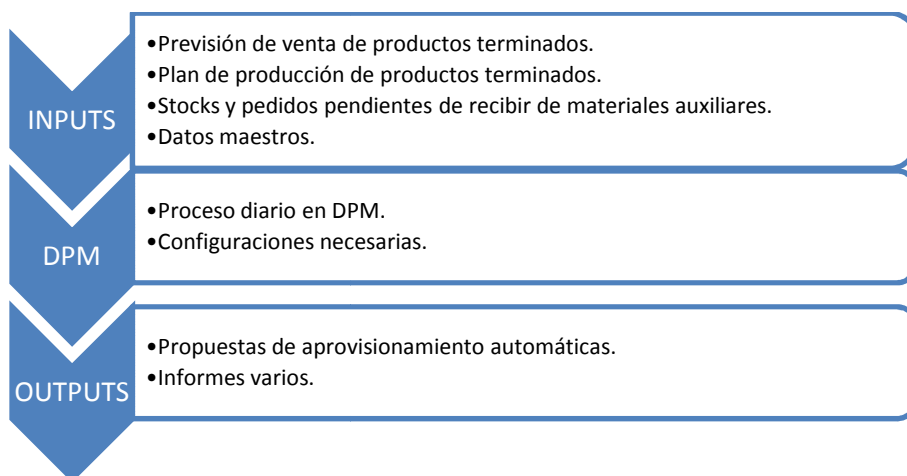 INPUTS
•Previsión de venta de productos terminados.
•Plan de producción de productos terminados.
•Stocks y pedidos pendientes de recibir de materiales auxiliares.
•Datos maestros.
DPM
•Proceso diario en DPM.
•Configuraciones necesarias.
OUTPUTS
•Propuestas de aprovisionamiento automáticas.
•Informes varios.